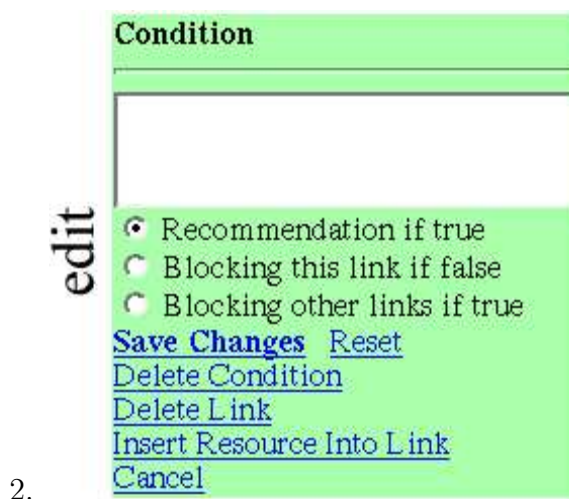 Condition
edit
Recommendation if true
Blocking this link if false
Blocking other links if true
Save Changes Reset
Delete Condition
Delete Link
Insert Resource Into Link
Cancel
2.